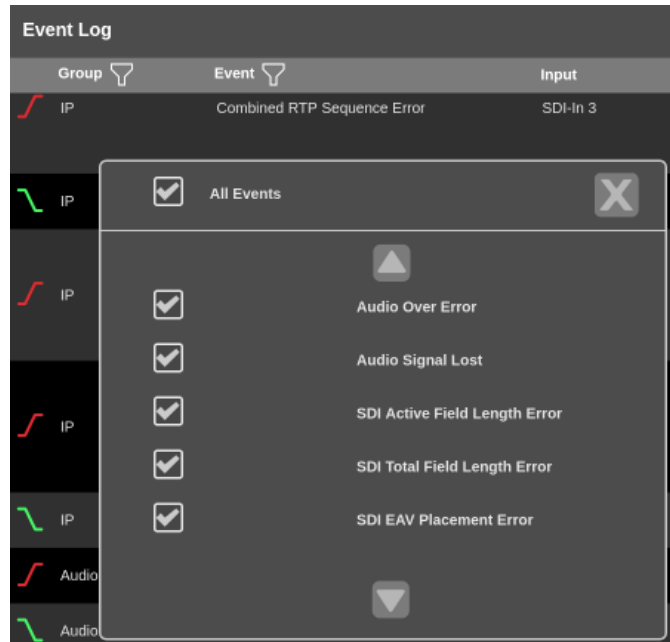 Event Log
Group Event Input
IP Combined RTP Sequence Error SDI-In 3
All Events X
IP
IP
Audio Over Error
Audio Signal Lost
SDI Active Field Length Error
IP
SDI Total Field Length Error
IP
SDI EAV Placement Error
Audio
Audio